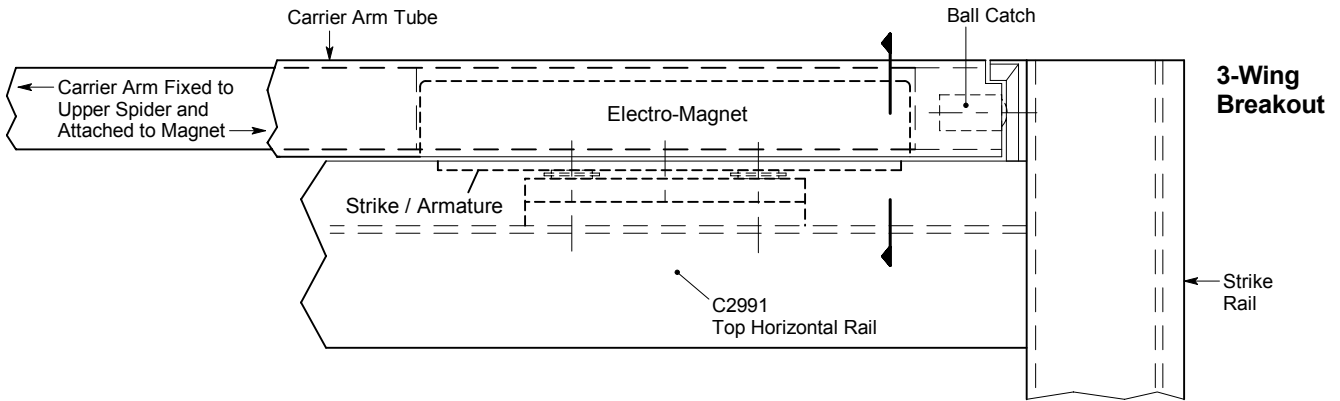 Carrier Arm Tube
Ball Catch
3-Wing
Breakout
Carrier Arm Fixed to
Upper Spider and
Attached to Magnet
Electro-Magnet
Strike / Armature
C2991
Top Horizontal Rail
Strike
Rail